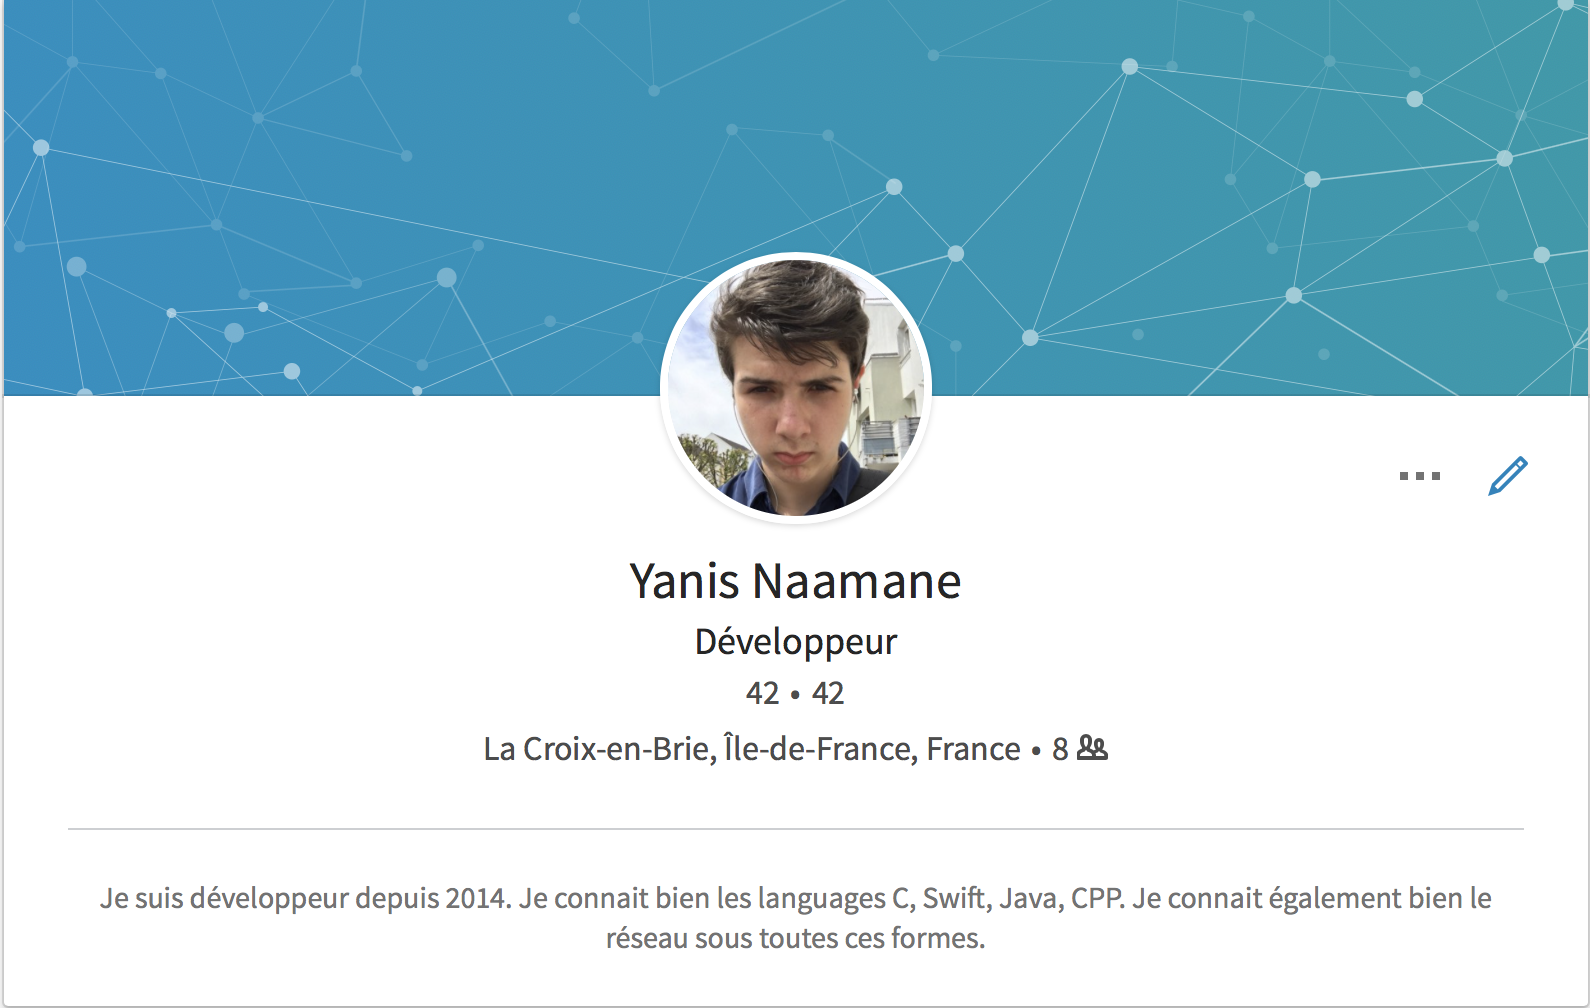 Yanis Naamane
Développeur
42 • 42
La Croix-en-Brie, Île-de-France, France • 8
Je suis développeur depuis 2014. Je connait bien les languages C, Swift, Java, CPP. Je connait également bien le
réseau sous toutes ces formes.